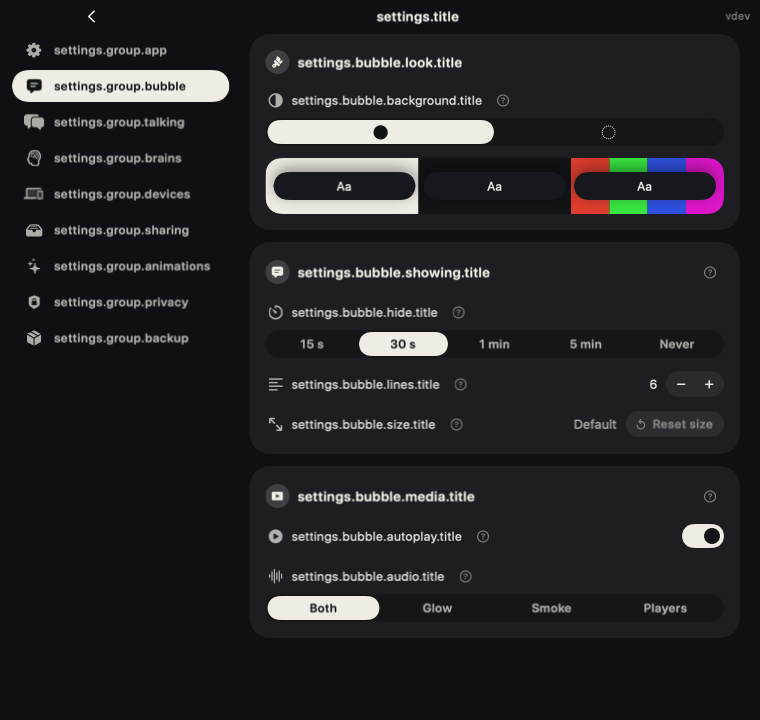 settings.title
vdev
settings.group.app
settings.group.bubble
settings.group.talking
settings.group.brains
settings.group.devices
settings.group.sharing
settings.group.animations
settings.group.privacy
settings.group.backup
settings.bubble.look.title
settings.bubble.background.title
Aa Aa Aa
settings.bubble.showing.title
settings.bubble.hide.title
15 s 30 s 1 min 5 min Never
settings.bubble.lines.title 6 − +
settings.bubble.size.title Default Reset size
settings.bubble.media.title
settings.bubble.autoplay.title
settings.bubble.audio.title
Both Glow Smoke Players